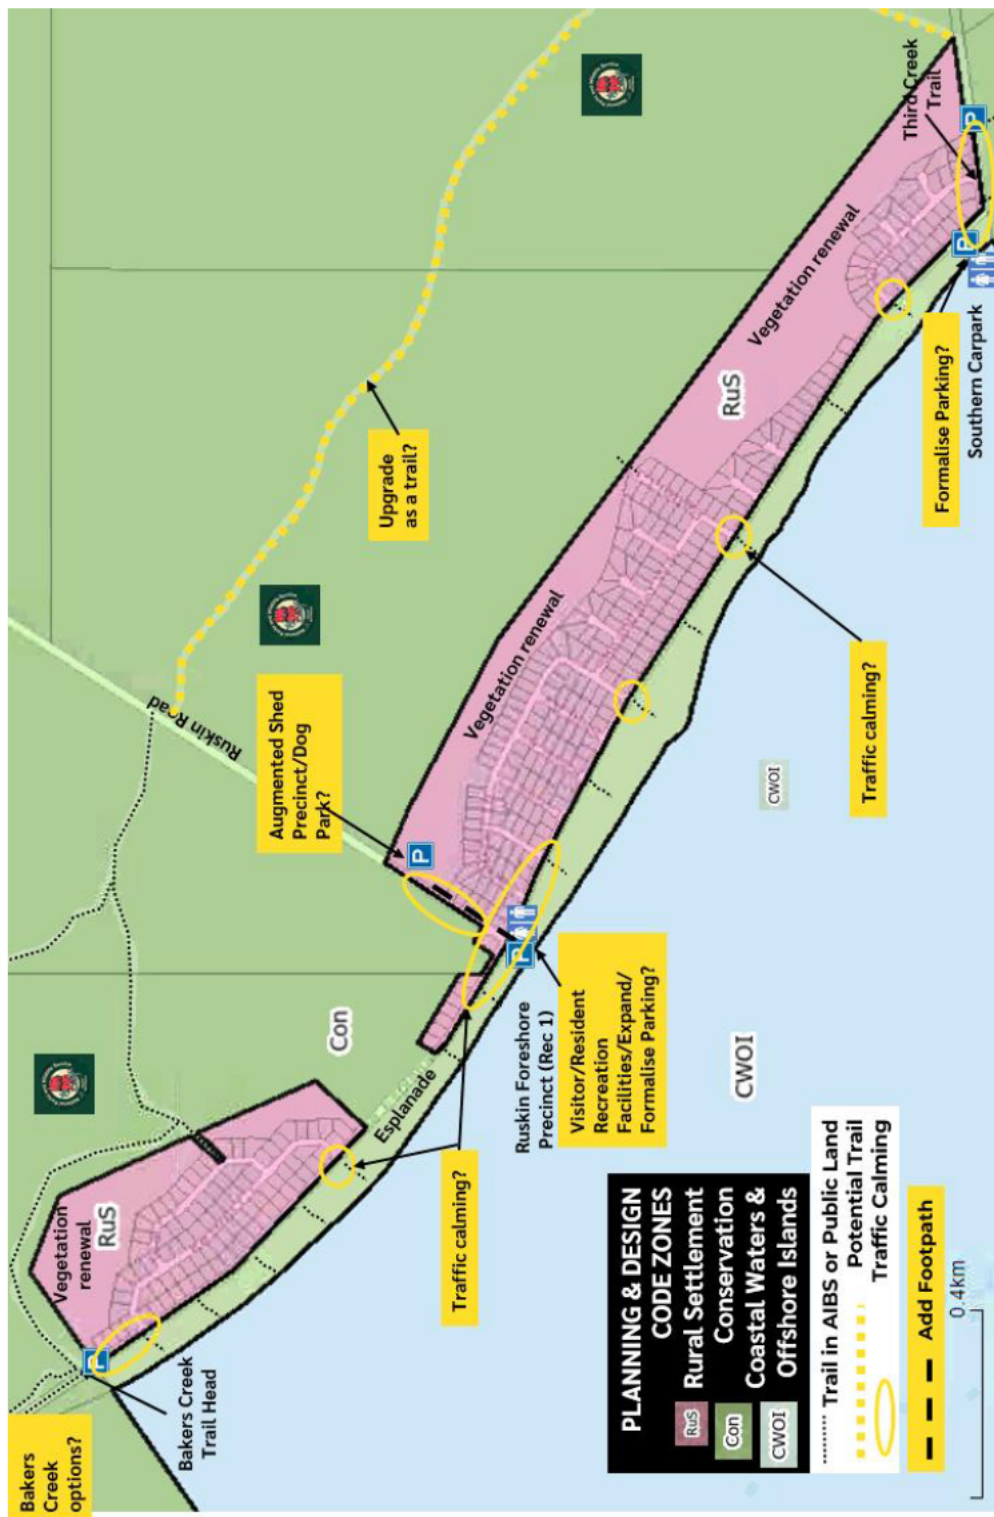 Bakers
Creek
options?
Bakers Creek
Trail Head
Vegetation
renewal
RuS
Traffic calming?
Esplanade
Con
Ruskin Road
Augmented Shed
Precinct/Dog
Park?
P
P
P
P
P
Ruskin Foreshore
Precinct (Rec 1)
Visitor/Resident
Recreation
Facilities/Expand/
Formalise Parking?
Upgrade
as a trail?
Vegetation renewal
Vegetation renewal
RuS
Traffic calming?
Third Creek
Trail
Formalise Parking?
Southern Carpark
CWOI
CWOI
PLANNING & DESIGN
CODE ZONES
RuS Rural Settlement
Con Conservation
CWOI Coastal Waters &
Offshore Islands
Trail in AIBS or Public Land
Potential Trail
Traffic Calming
Add Footpath
0.4km